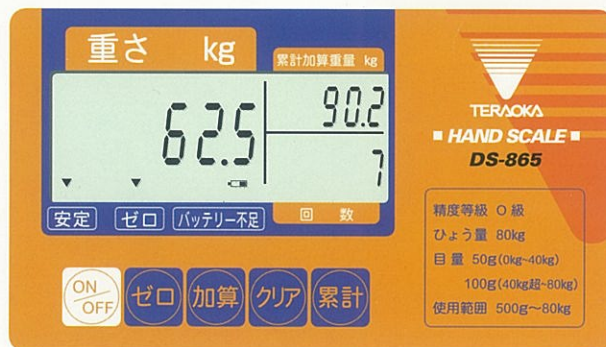 重さ kg
累計加算重量 kg
62.5
90.2
7
安定 ゼロ バッテリー不足
回 数
ON/OFF ゼロ 加算 クリア 累計
TERAOKA
HAND SCALE
DS-865
精度等級 O 級
ひょう量 80kg
目量 50g(0kg~40kg)
100g(40kg超~80kg)
使用範囲 500g～80kg